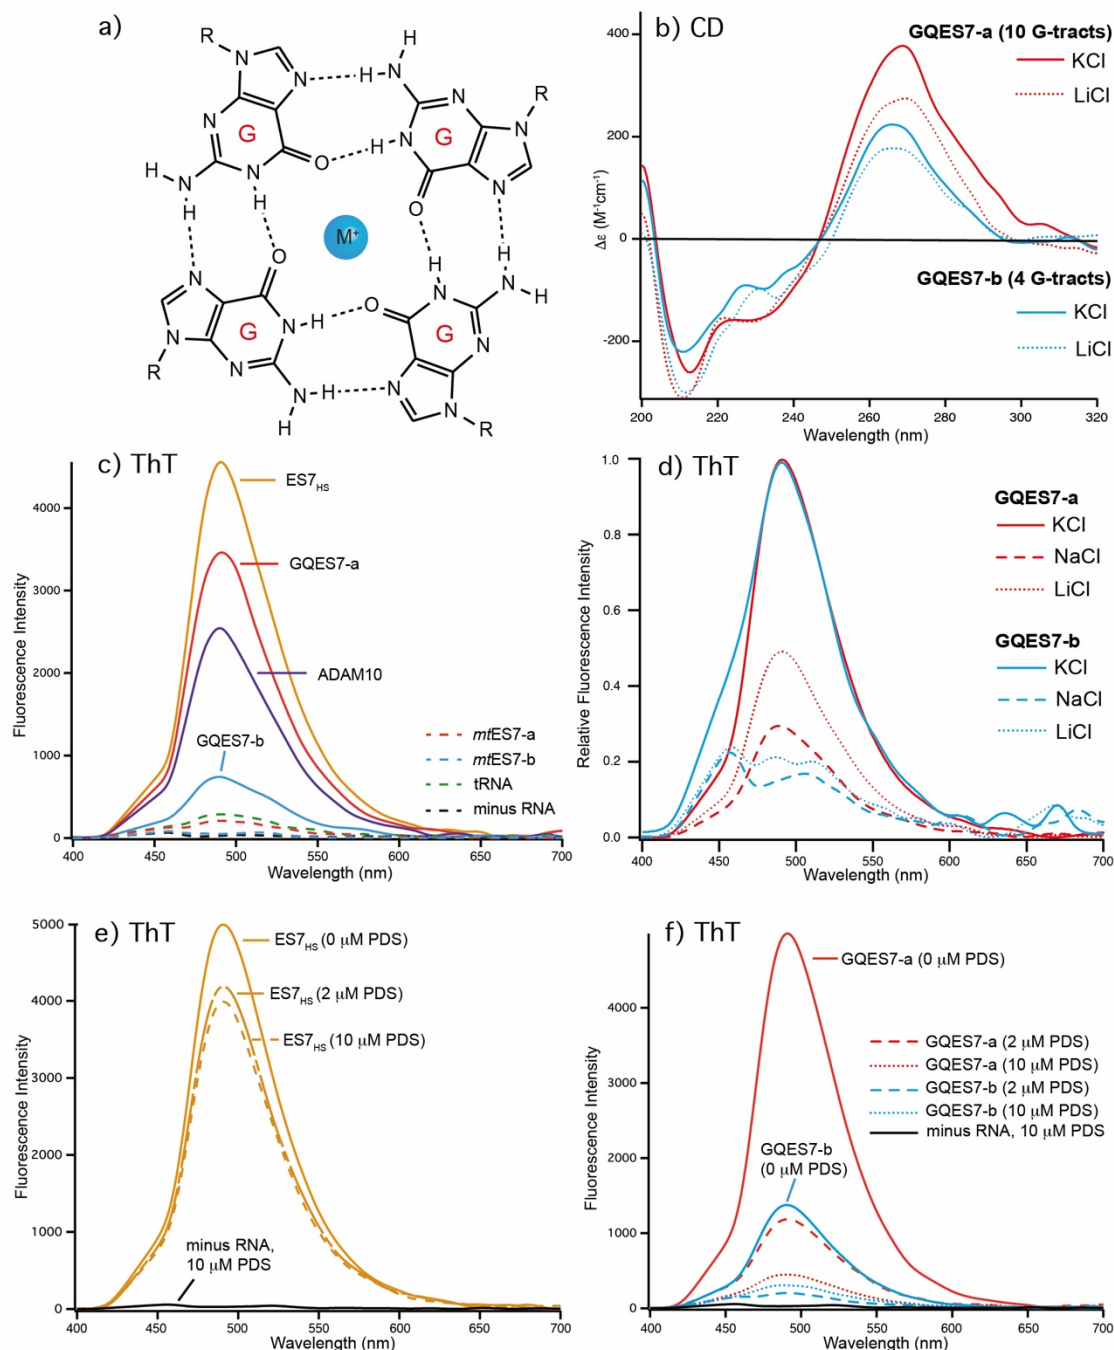 a)
R
N
H
H
N
N
R
N
G
N
H
N
G
N
O
H
N
H
N
N
H
O
N
H
H
M⁺
H
H
N
O
N
N
H
N
O
N
H
G
N
G
N
R
N
N
H
N
H
H
N
N
R
b) CD
GQES7-a (10 G-tracts)
KCl
LiCl
GQES7-b (4 G-tracts)
KCl
LiCl
400
200
0
-200
Δε (M⁻¹cm⁻¹)
200 220 240 260 280 300 320
Wavelength (nm)
c) ThT
ES7HS
GQES7-a
ADAM10
GQES7-b
mtES7-a
mtES7-b
tRNA
minus RNA
4000
3000
2000
1000
0
Fluorescence Intensity
400 450 500 550 600 650 700
Wavelength (nm)
d) ThT
GQES7-a
KCl
NaCl
LiCl
GQES7-b
KCl
NaCl
LiCl
1.0
0.8
0.6
0.4
0.2
0.0
Relative Fluorescence Intensity
400 450 500 550 600 650 700
Wavelength (nm)
e) ThT
ES7HS (0 μM PDS)
ES7HS (2 μM PDS)
ES7HS (10 μM PDS)
minus RNA,
10 μM PDS
5000
4000
3000
2000
1000
0
Fluorescence Intensity
400 450 500 550 600 650 700
Wavelength (nm)
f) ThT
GQES7-a (0 μM PDS)
GQES7-a (2 μM PDS)
GQES7-a (10 μM PDS)
GQES7-b (2 μM PDS)
GQES7-b (10 μM PDS)
minus RNA, 10 μM PDS
GQES7-b
(0 μM PDS)
4000
3000
2000
1000
0
Fluorescence Intensity
400 450 500 550 600 650 700
Wavelength (nm)